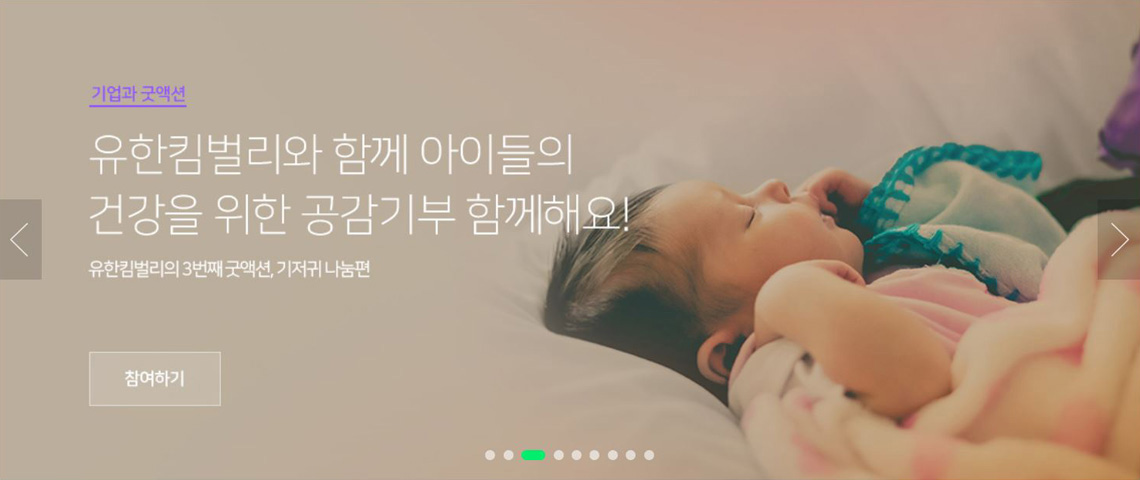 기업과 굿액션
유한킴벌리와 함께 아이들의
건강을 위한 공감기부 함께해요!
유한킴벌리의 3번째 굿액션, 기저귀 나눔편
참여하기